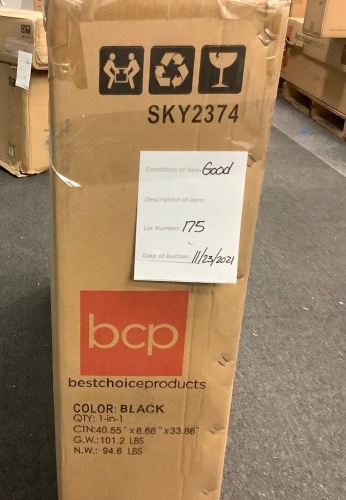 SKY2374
Condition of item: Good
Description of item:
Lot Number: 175
Date of Auction: 11/23/2021
bcp
bestchoiceproducts
COLOR: BLACK
QTY: 1-in-1
CTN: 40.55" x 8.66" x 33.86"
G.W.: 101.2 LBS
N.W.: 94.6 LBS